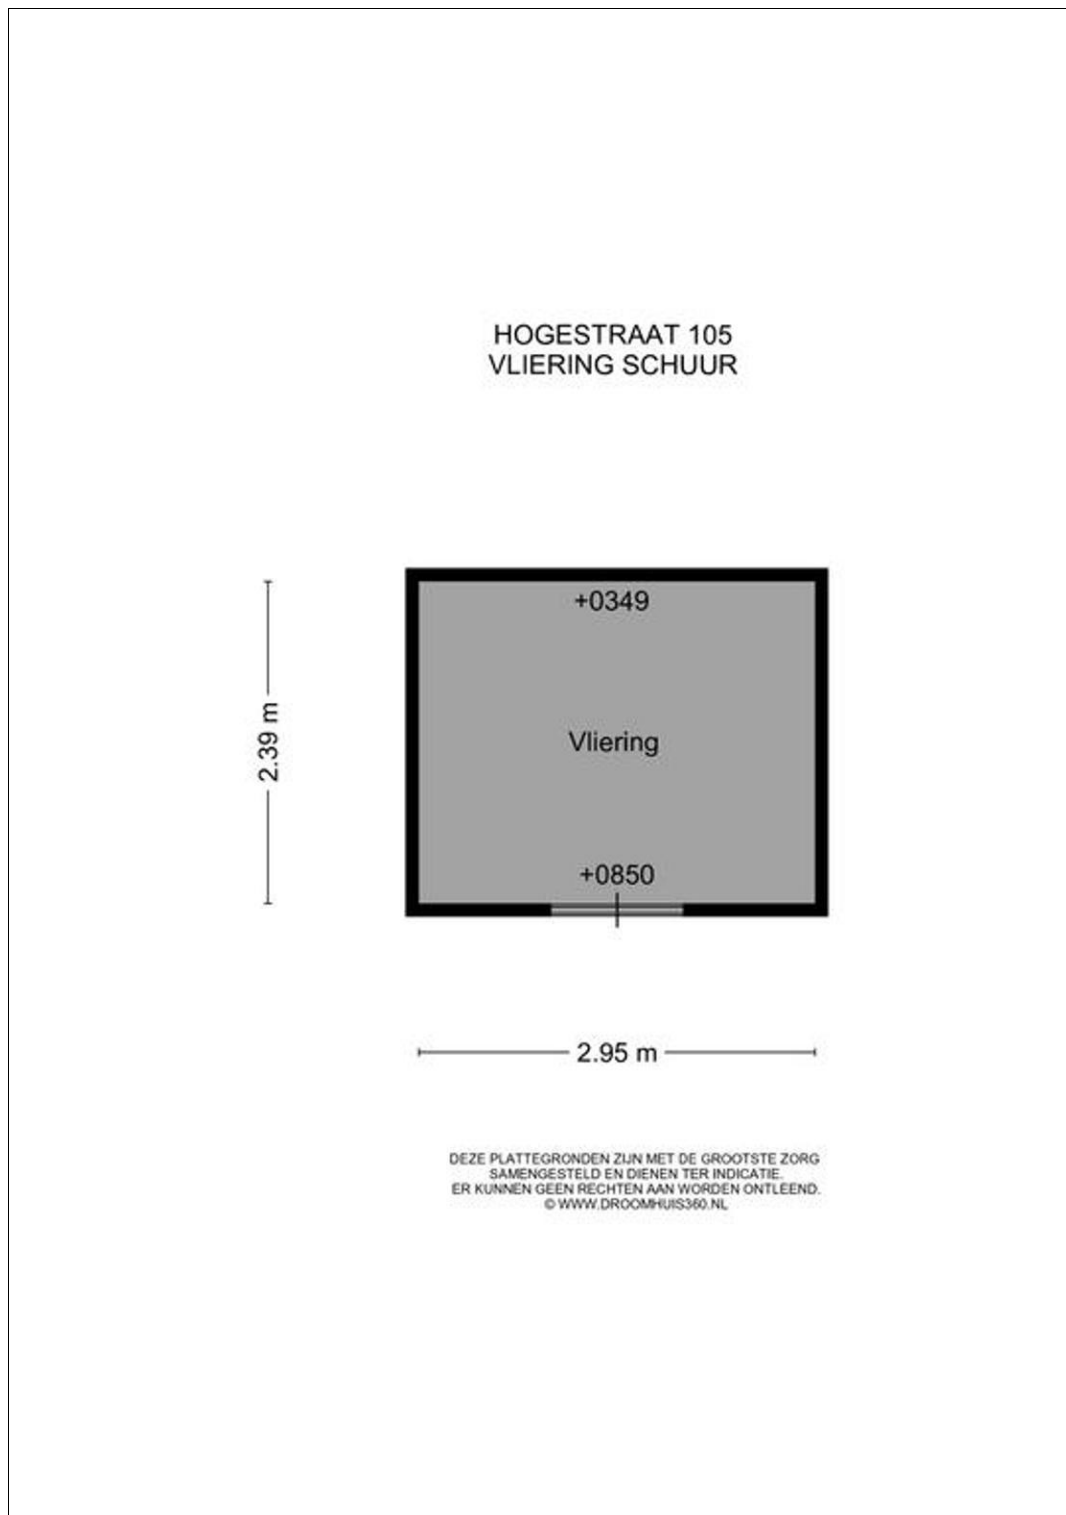 HOGESTRAAT 105
VLIERING SCHUUR
+0349
2.39 m
Vliering
+0850
2.95 m
DEZE PLATTEGRONDEN ZIJN MET DE GROOTSTE ZORG
SAMENGESTELD EN DIENEN TER INDICATIE.
ER KUNNEN GEEN RECHTEN AAN WORDEN ONTLEEND.
© WWW.DROOMHUIS360.NL